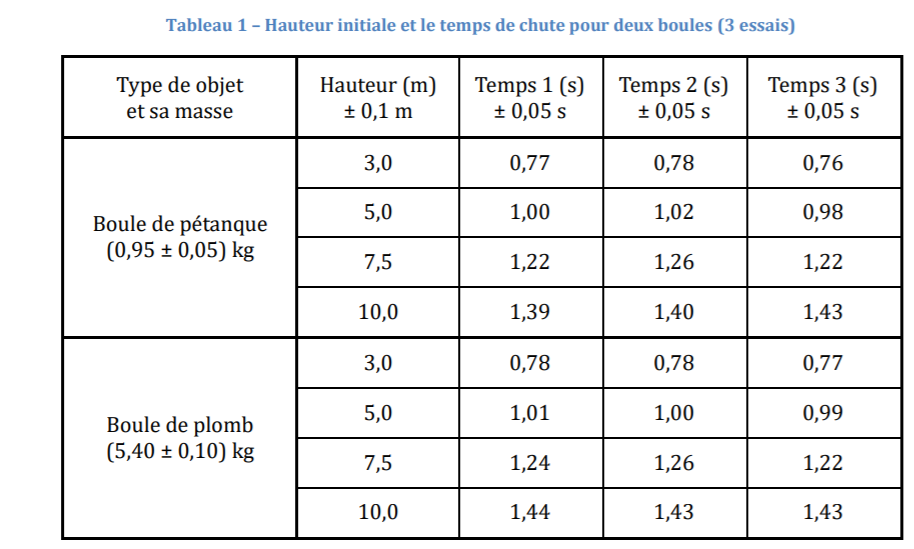 Tableau 1 – Hauteur initiale et le temps de chute pour deux boules (3 essais)
Type de objet et sa masse | Hauteur (m) ± 0,1 m | Temps 1 (s) ± 0,05 s | Temps 2 (s) ± 0,05 s | Temps 3 (s) ± 0,05 s
Boule de pétanque (0,95 ± 0,05) kg | 3,0 | 0,77 | 0,78 | 0,76
5,0 | 1,00 | 1,02 | 0,98
7,5 | 1,22 | 1,26 | 1,22
10,0 | 1,39 | 1,40 | 1,43
Boule de plomb (5,40 ± 0,10) kg | 3,0 | 0,78 | 0,78 | 0,77
5,0 | 1,01 | 1,00 | 0,99
7,5 | 1,24 | 1,26 | 1,22
10,0 | 1,44 | 1,43 | 1,43